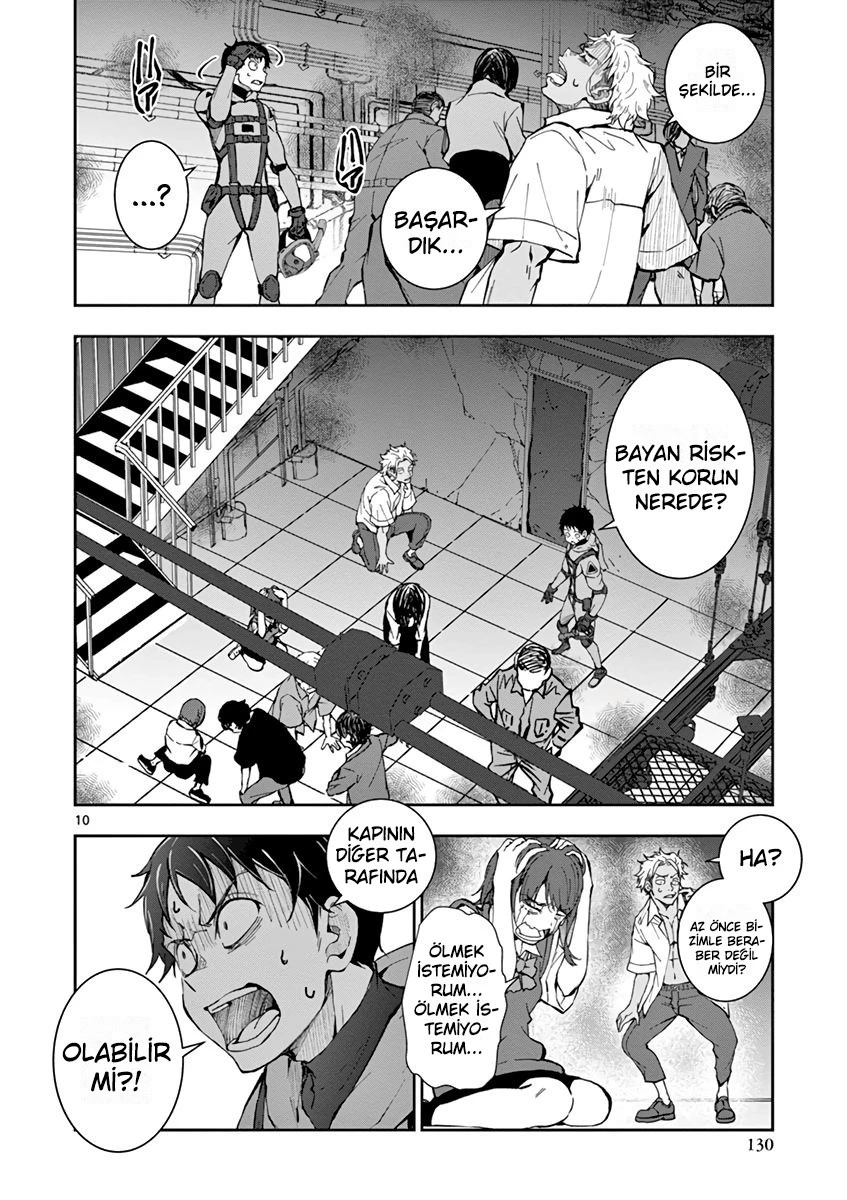 BİR
ŞEKİLDE...
BAŞAR-
DIK...
...?
BAYAN RİSK-
TEN KORUN
NEREDE?
10
HA?
AZ ÖNCE Bİ-
ZİMLE BERA-
BER DEĞİL
MİYDİ?
ÖLMEK
İSTEMİYO-
RUM...
ÖLMEK İS-
TEMİYO-
RUM...
KAPININ
DİĞER TA-
RAFINDA
OLABİLİR
Mİ?!
130